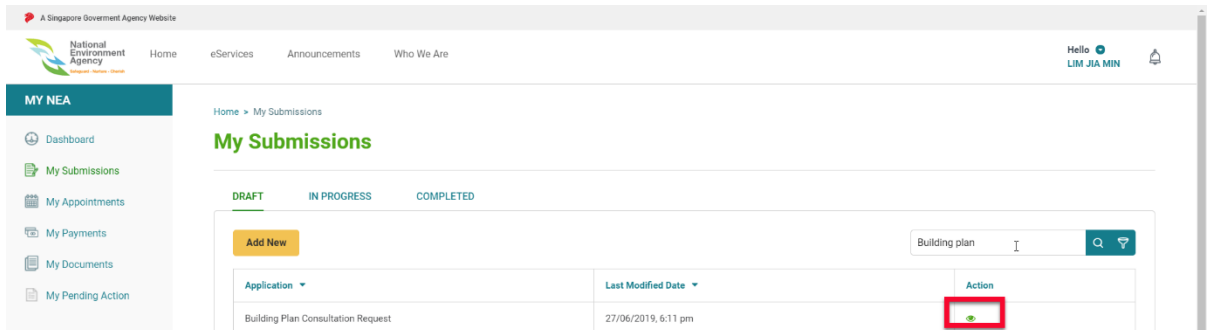 A Singapore Goverment Agency Website
National
Environment
Agency
Safeguard · Nurture · Cherish
Home eServices Announcements Who We Are
Hello
LIM JIA MIN
MY NEA
Dashboard
My Submissions
My Appointments
My Payments
My Documents
My Pending Action
Home > My Submissions
My Submissions
DRAFT IN PROGRESS COMPLETED
Add New
Building plan
Application Last Modified Date Action
Building Plan Consultation Request 27/06/2019, 6:11 pm